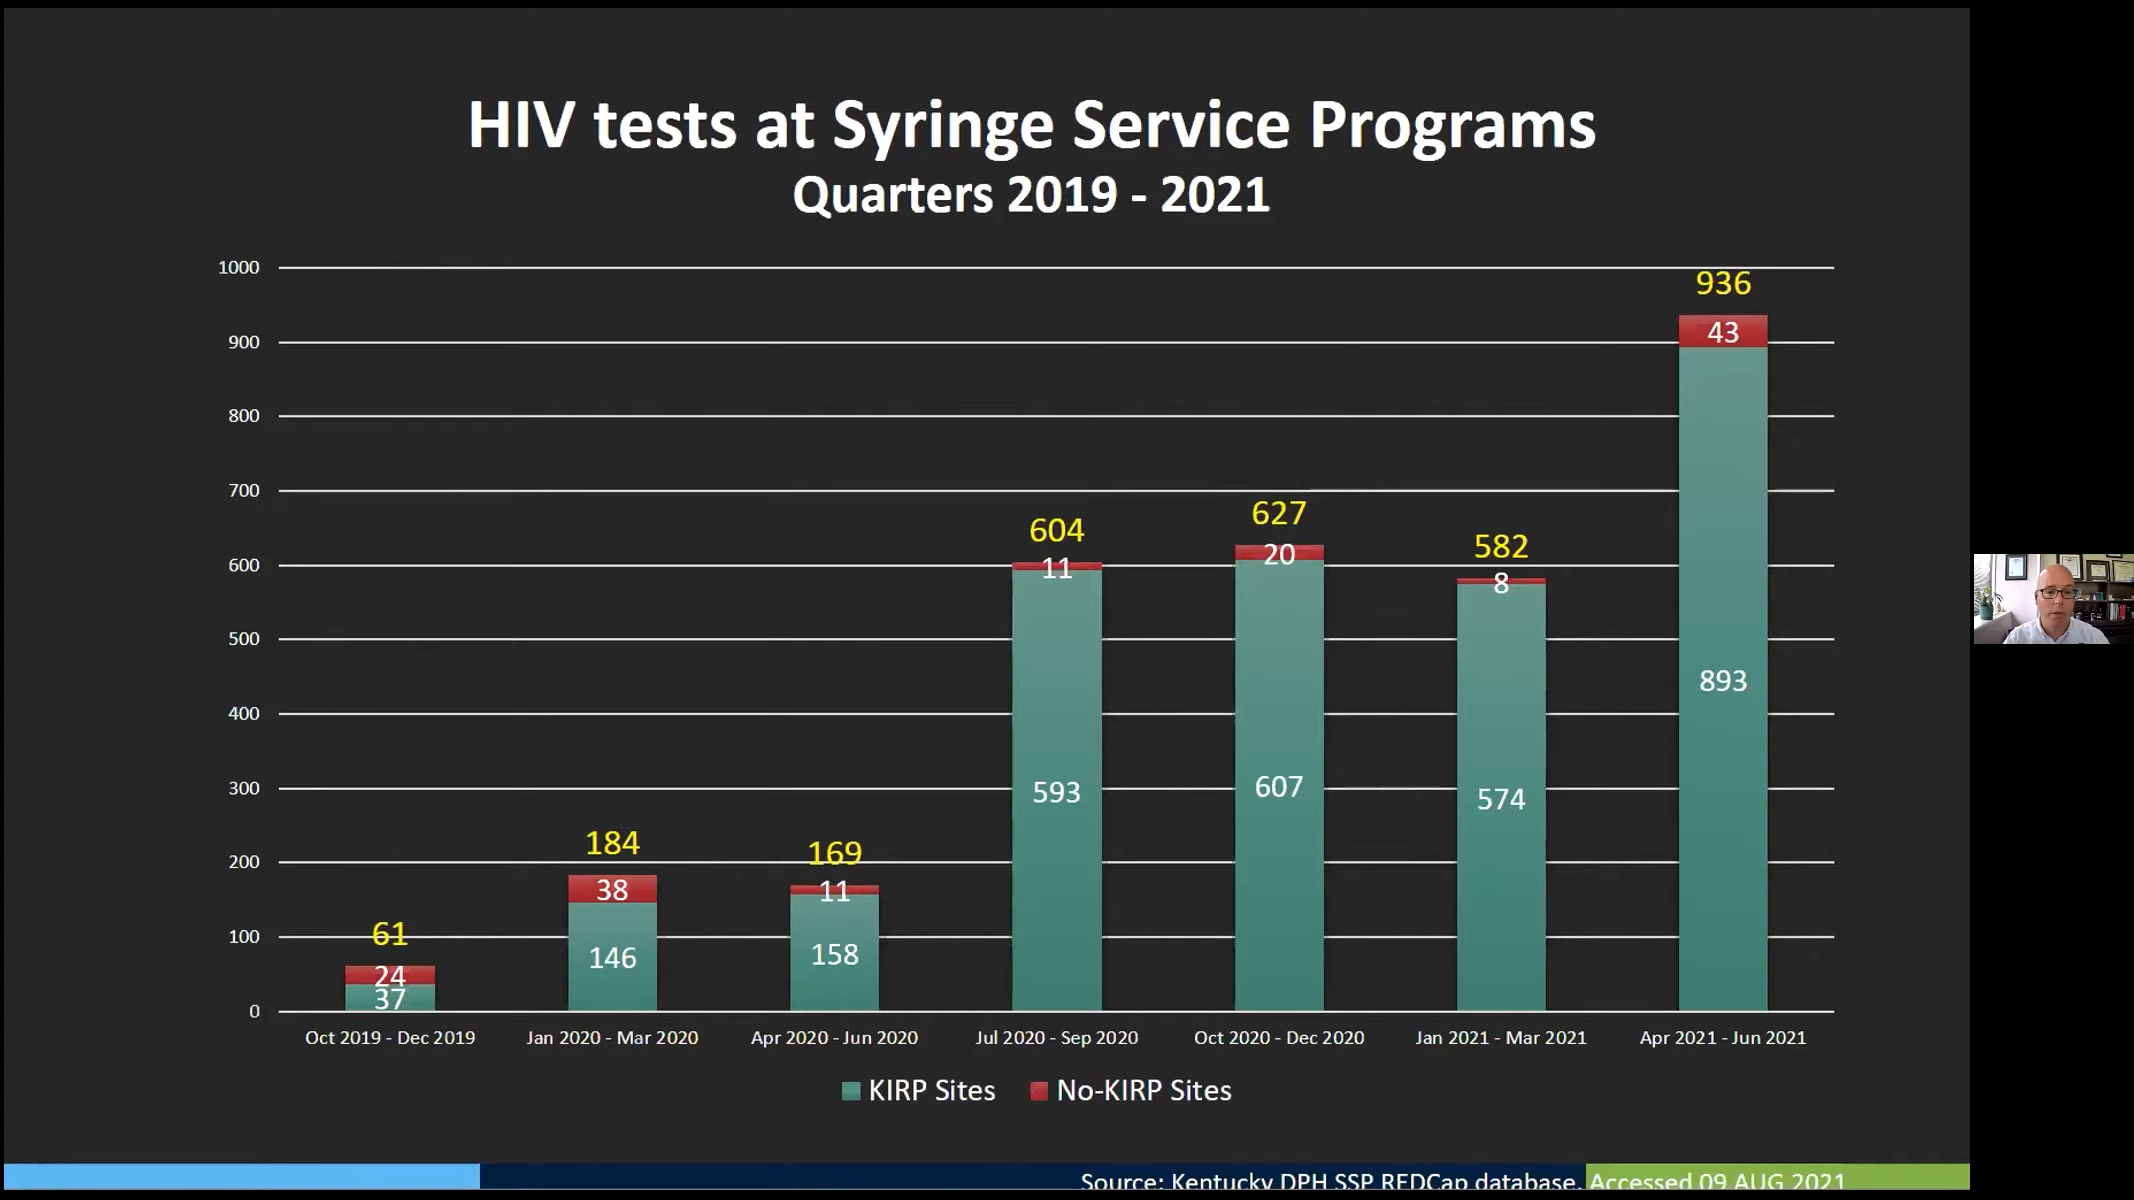 HIV tests at Syringe Service Programs
Quarters 2019 - 2021
1000
900
800
700
600
500
400
300
200
100
0
61
24
37
184
38
146
169
11
158
604
11
593
627
20
607
582
8
574
936
43
893
Oct 2019 - Dec 2019
Jan 2020 - Mar 2020
Apr 2020 - Jun 2020
Jul 2020 - Sep 2020
Oct 2020 - Dec 2020
Jan 2021 - Mar 2021
Apr 2021 - Jun 2021
KIRP Sites
No-KIRP Sites
Source: Kentucky DPH SSP REDCap database. Accessed 09 AUG 2021